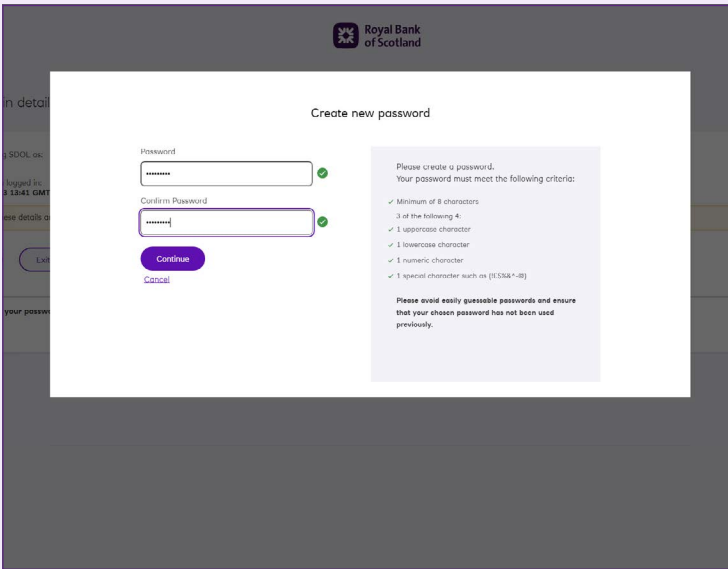 Royal Bank
of Scotland
in detail
g SDOL as:
logged in:
3 13:41 GMT
ese details a
Exit
your passw
Create new password
Password
•••••••••
Confirm Password
•••••••••
Continue
Cancel
Please create a password.
Your password must meet the following criteria:
Minimum of 8 characters
3 of the following 4:
1 uppercase character
1 lowercase character
1 numeric character
1 special character such as
Please avoid easily guessable passwords and ensure
that your chosen password has not been used
previously.